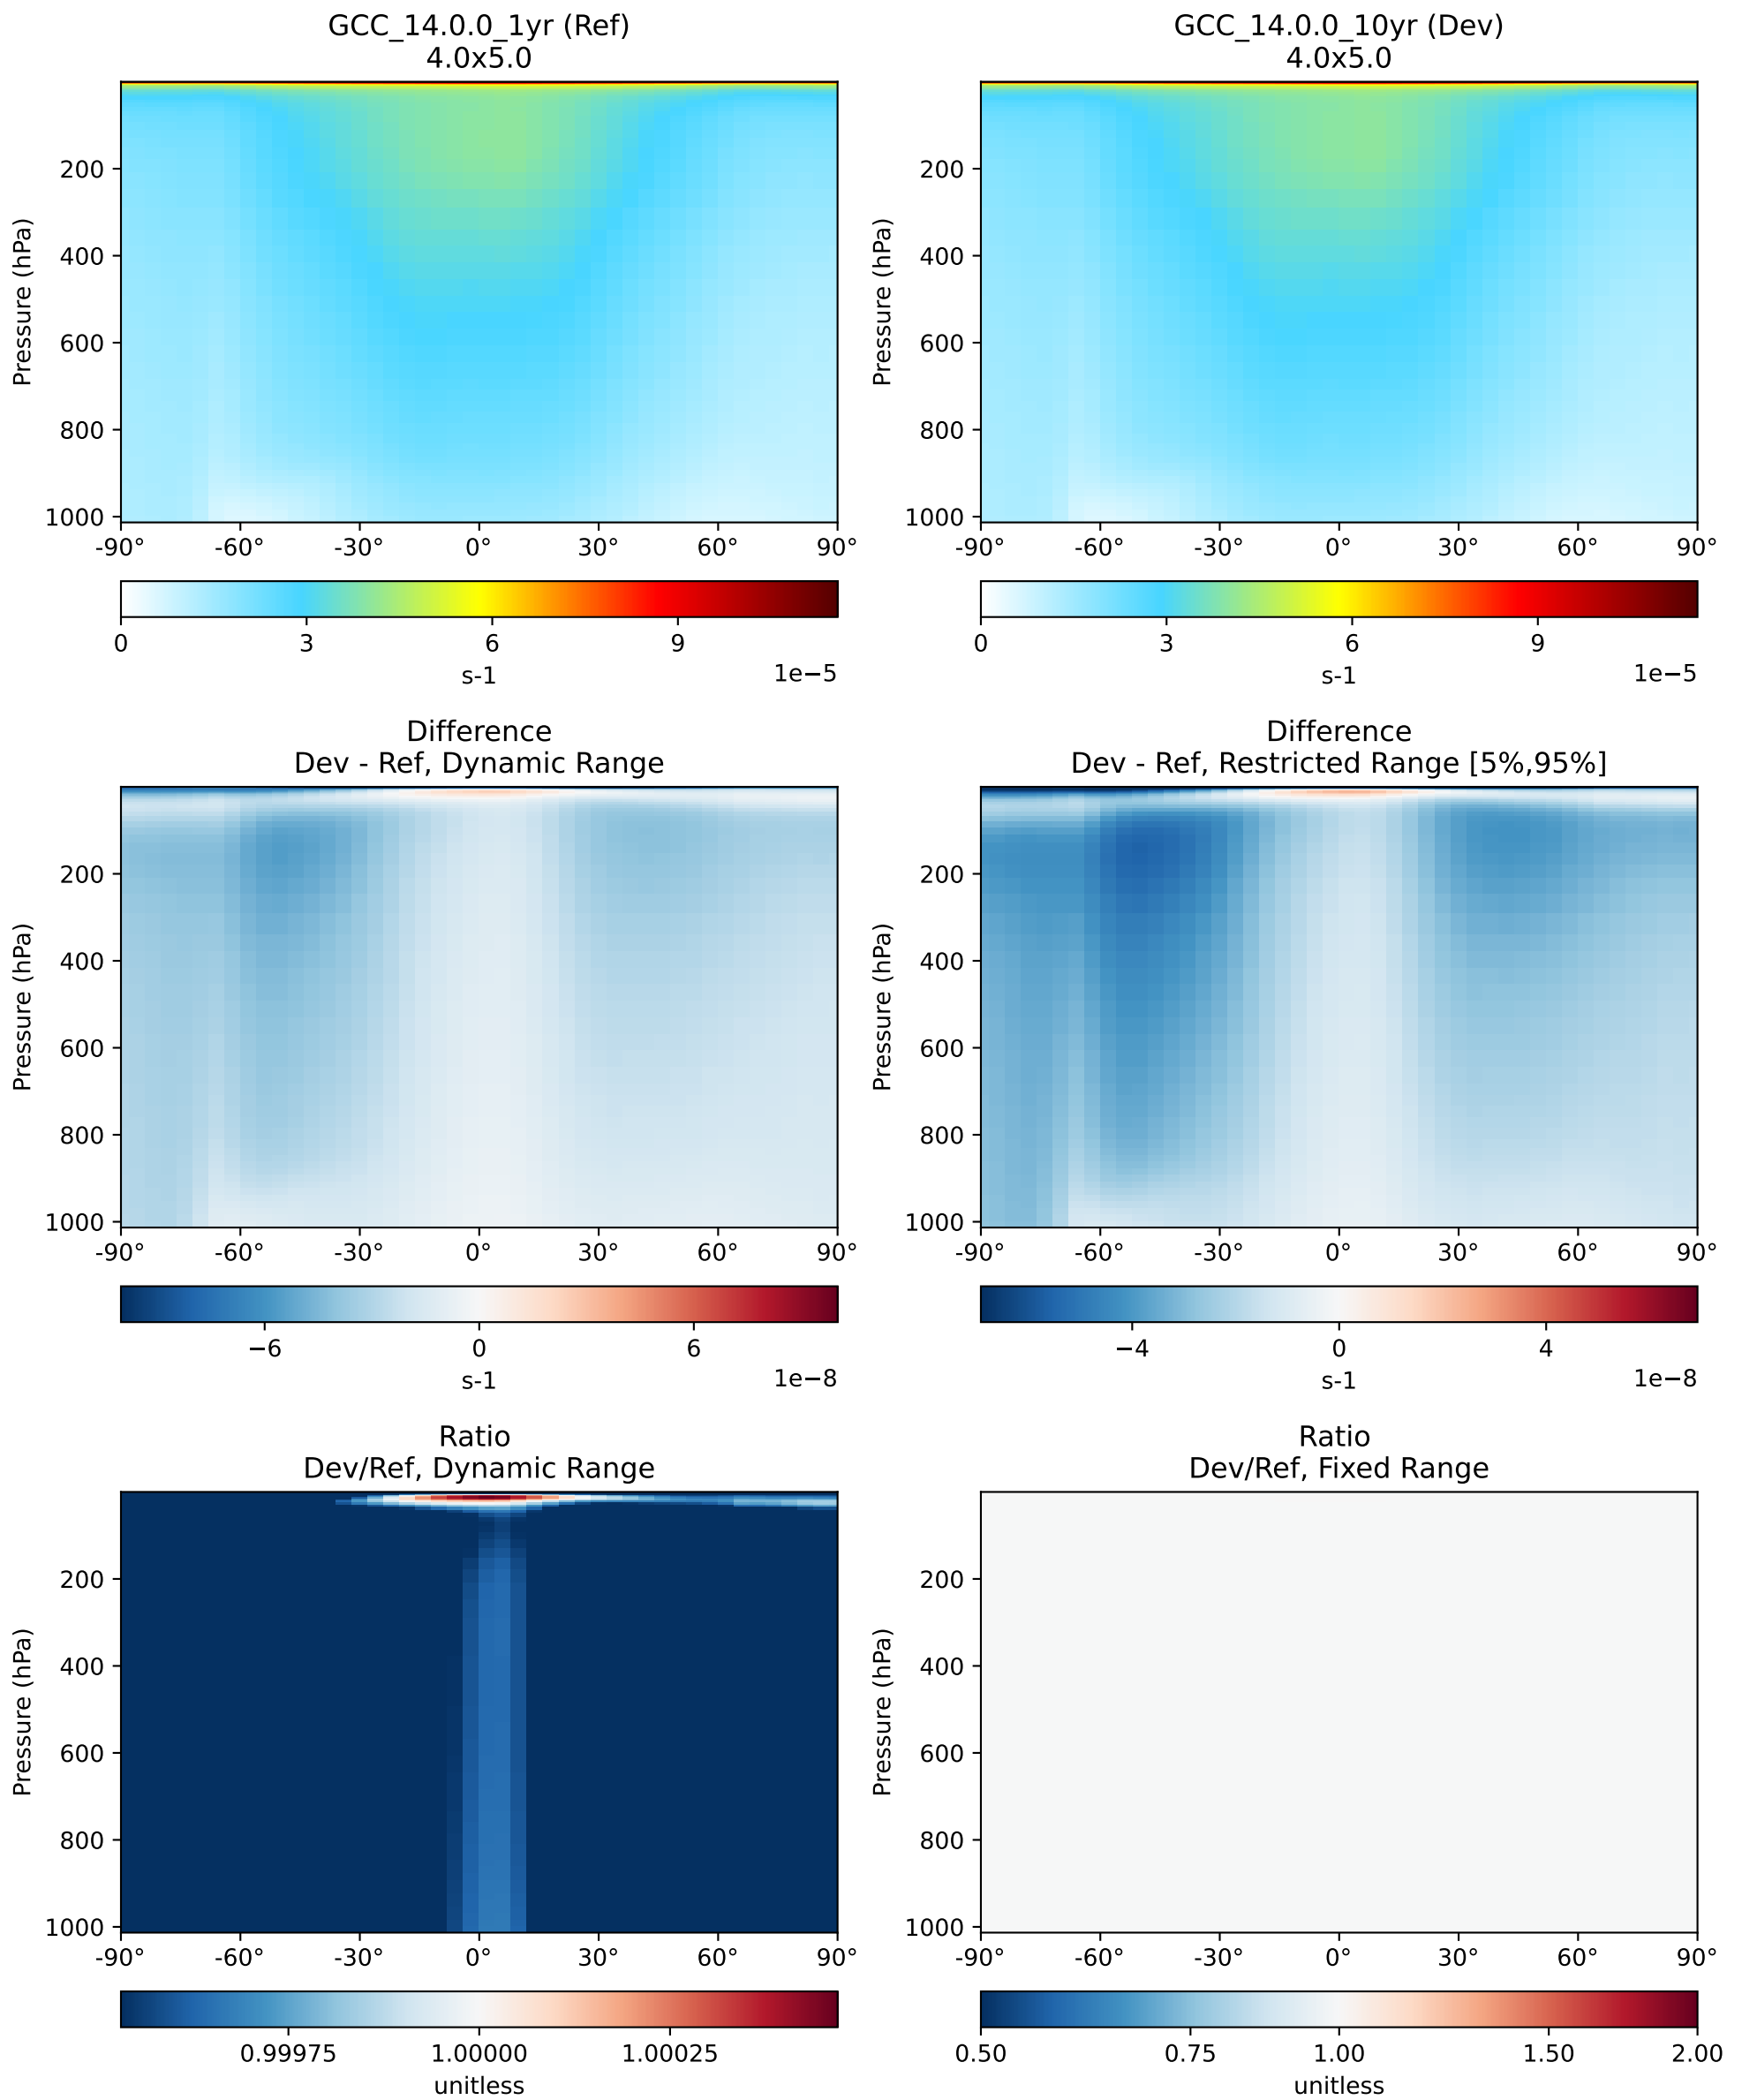 GCC_14.0.0_1yr (Ref)
4.0x5.0
Pressure (hPa)
200
400
600
800
1000
-90° -60° -30° 0° 30° 60° 90°
0 3 6 9
s-1
1e−5
GCC_14.0.0_10yr (Dev)
4.0x5.0
Pressure (hPa)
200
400
600
800
1000
-90° -60° -30° 0° 30° 60° 90°
0 3 6 9
s-1
1e−5
Difference
Dev - Ref, Dynamic Range
Pressure (hPa)
200
400
600
800
1000
-90° -60° -30° 0° 30° 60° 90°
−6 0 6
s-1
1e−8
Difference
Dev - Ref, Restricted Range [5%,95%]
Pressure (hPa)
200
400
600
800
1000
-90° -60° -30° 0° 30° 60° 90°
−4 0 4
s-1
1e−8
Ratio
Dev/Ref, Dynamic Range
Pressure (hPa)
200
400
600
800
1000
-90° -60° -30° 0° 30° 60° 90°
0.99975 1.00000 1.00025
unitless
Ratio
Dev/Ref, Fixed Range
Pressure (hPa)
200
400
600
800
1000
-90° -60° -30° 0° 30° 60° 90°
0.50 0.75 1.00 1.50 2.00
unitless